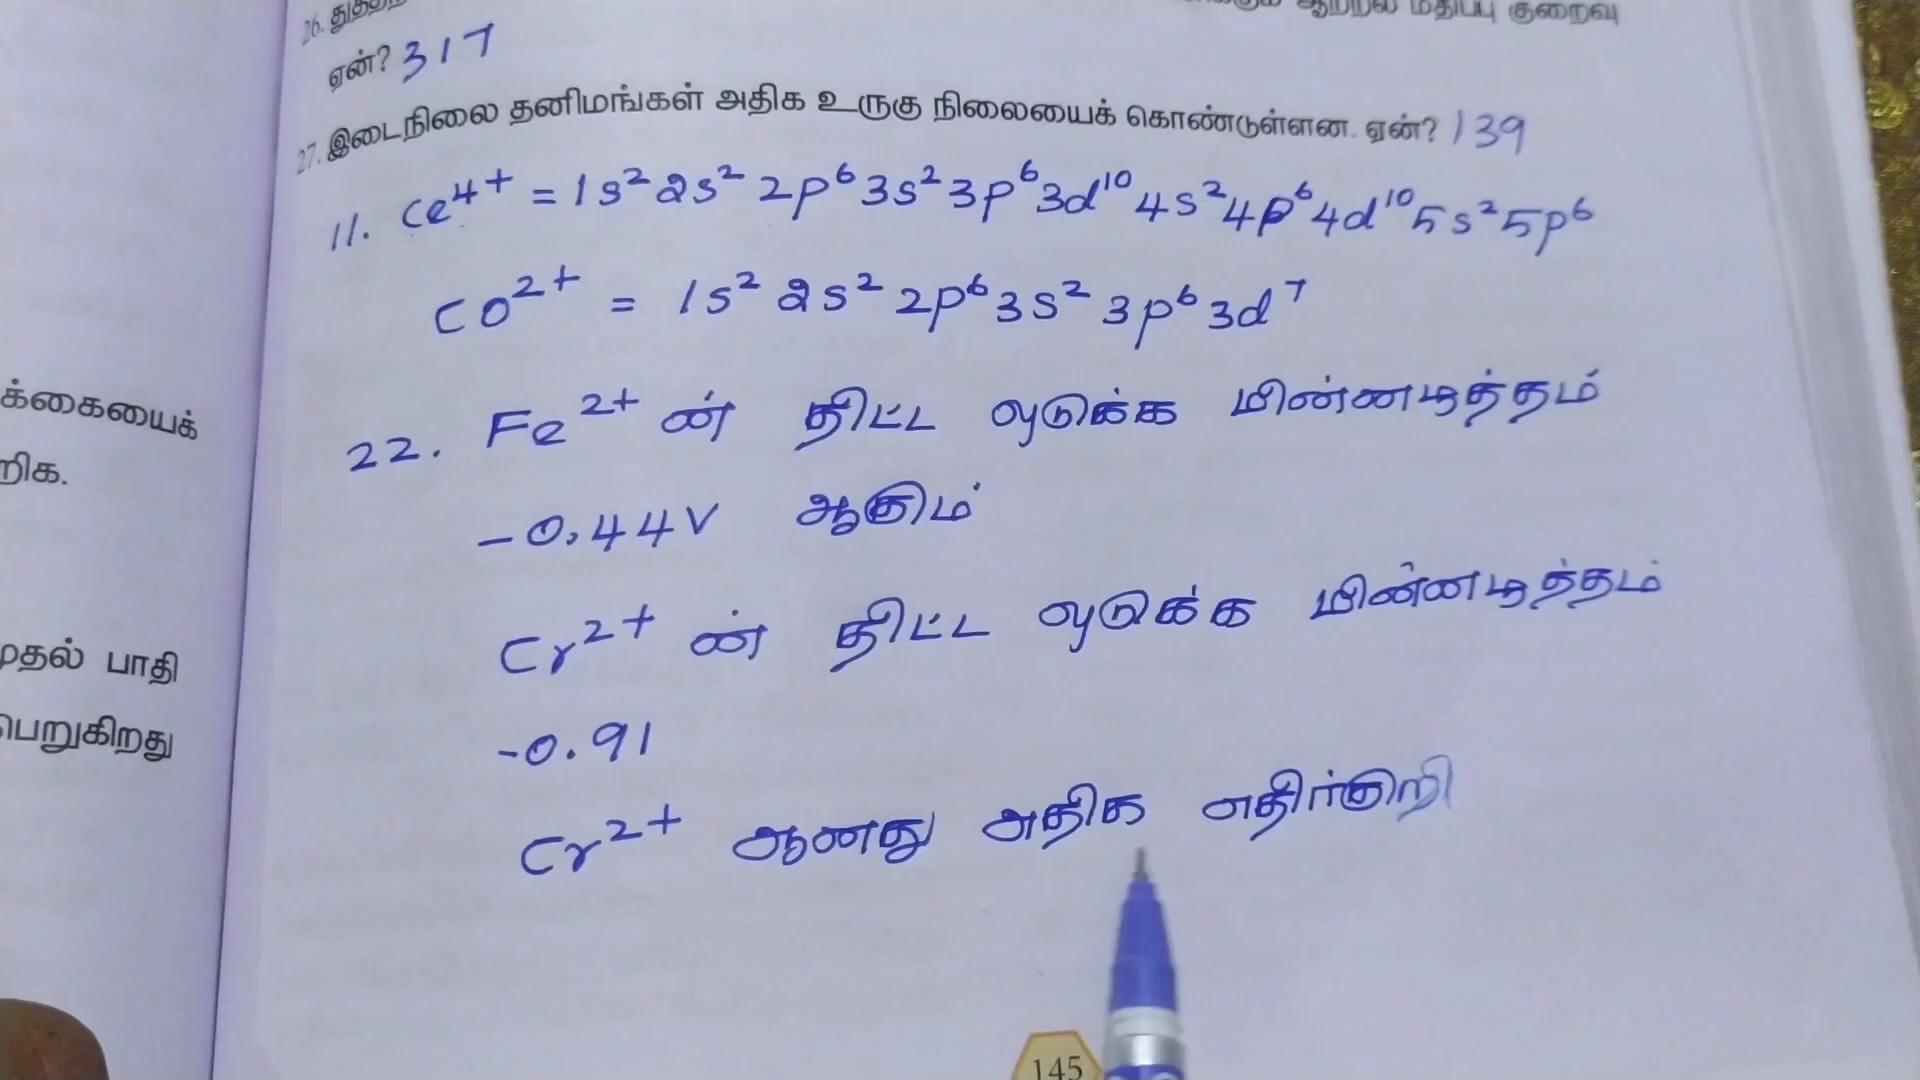 26.
ஏன்? 317
27. இடைநிலை தனிமங்கள் அதிக உருகு நிலையைக் கொண்டுள்ளன. ஏன்? 139
11. Ce⁴⁺ = 1s² 2s² 2p⁶ 3s² 3p⁶ 3d¹⁰ 4s² 4p⁶ 4d¹⁰ 5s² 5p⁶
CO²⁺ = 1s² 2s² 2p⁶ 3s² 3p⁶ 3d⁷
க்கையைக்
22. Fe²⁺ ன் திட்ட ஒடுக்க மின்னழுத்தம்
றிக.
-0.44V ஆகும்
Cr²⁺ ன் திட்ட ஒடுக்க மின்னழுத்தம்
முதல் பாதி
-0.91
பெறுகிறது
Cr²⁺ ஆனது அதிக எதிர்குறி
145